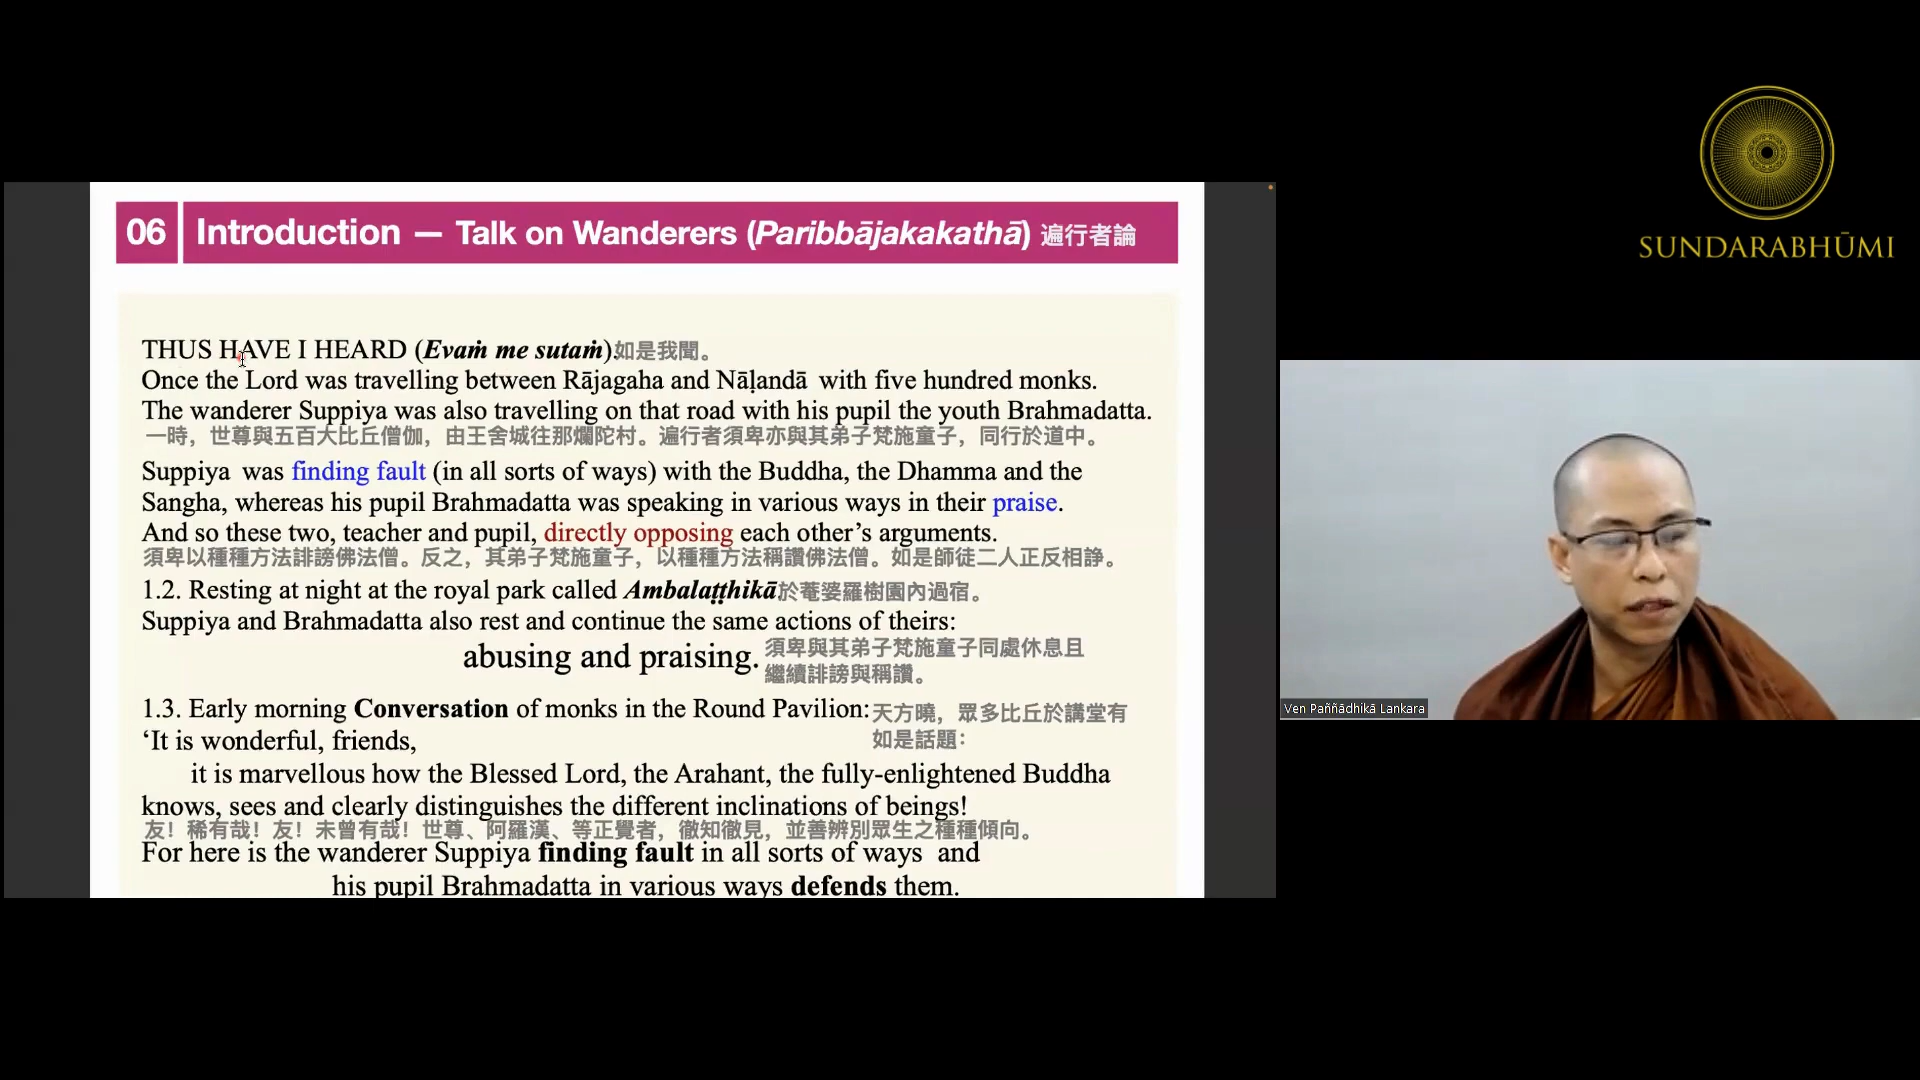 06 Introduction — Talk on Wanderers (Paribbājakakathā) 遍行者論
THUS HAVE I HEARD (Evaṁ me sutaṁ).如是我聞。
Once the Lord was travelling between Rājagaha and Nāḷandā with five hundred monks.
The wanderer Suppiya was also travelling on that road with his pupil the youth Brahmadatta.
一時，世尊與五百大比丘僧伽，由王舍城往那爛陀村。遍行者須卑亦與其弟子梵施童子，同行於道中。
Suppiya was finding fault (in all sorts of ways) with the Buddha, the Dhamma and the
Sangha, whereas his pupil Brahmadatta was speaking in various ways in their praise.
And so these two, teacher and pupil, directly opposing each other’s arguments.
須卑以種種方法誹謗佛法僧。反之，其弟子梵施童子，以種種方法稱讚佛法僧。如是師徒二人正反相諍。
1.2. Resting at night at the royal park called Ambalaṭṭhikā於菴婆羅樹園內過宿。
Suppiya and Brahmadatta also rest and continue the same actions of theirs:
abusing and praising.
須卑與其弟子梵施童子同處休息且
繼續誹謗與稱讚。
1.3. Early morning Conversation of monks in the Round Pavilion:
天方曉，眾多比丘於講堂有
如是話題：
‘It is wonderful, friends,
it is marvellous how the Blessed Lord, the Arahant, the fully-enlightened Buddha
knows, sees and clearly distinguishes the different inclinations of beings!
友！稀有哉！友！未曾有哉！世尊、阿羅漢、等正覺者，徹知徹見，並善辨別眾生之種種傾向。
For here is the wanderer Suppiya finding fault in all sorts of ways and
his pupil Brahmadatta in various ways defends them.
SUNDARABHŪMI
Ven Paññādhikā Lankara